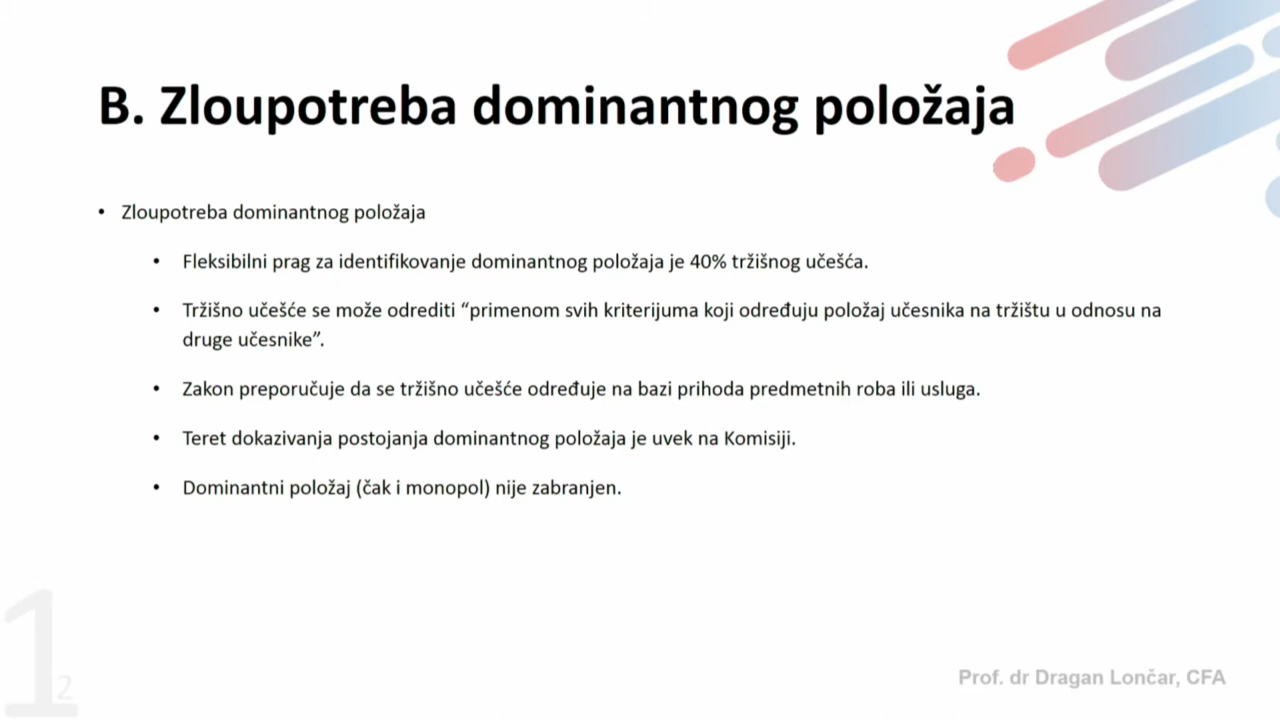 B. Zloupotreba dominantnog položaja
• Zloupotreba dominantnog položaja
• Fleksibilni prag za identifikovanje dominantnog položaja je 40% tržišnog učešća.
• Tržišno učešće se može odrediti “primenom svih kriterijuma koji određuju položaj učesnika na tržištu u odnosu na
druge učesnike”.
• Zakon preporučuje da se tržišno učešće određuje na bazi prihoda predmetnih roba ili usluga.
• Teret dokazivanja postojanja dominantnog položaja je uvek na Komisiji.
• Dominantni položaj (čak i monopol) nije zabranjen.
1
2
Prof. dr Dragan Lončar, CFA